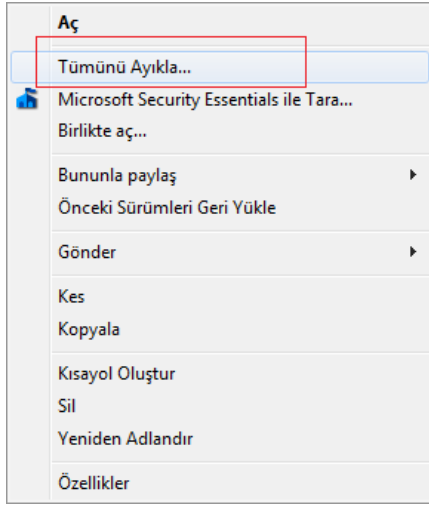 Aç
Tümünü Ayıkla...
Microsoft Security Essentials ile Tara...
Birlikte aç...
Bununla paylaş
Önceki Sürümleri Geri Yükle
Gönder
Kes
Kopyala
Kısayol Oluştur
Sil
Yeniden Adlandır
Özellikler